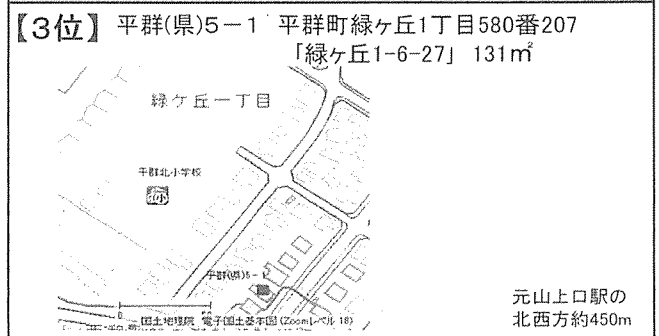 【3位】 平群(県)5-1 平群町緑ヶ丘1丁目580番207
「緑ヶ丘1-6-27」 131㎡
緑ケ丘一丁目
平群北小学校
平群(県)5-1
国土地理院 電子国土基本図(Zoomレベル 18)
元山上口駅の
北西方約450m